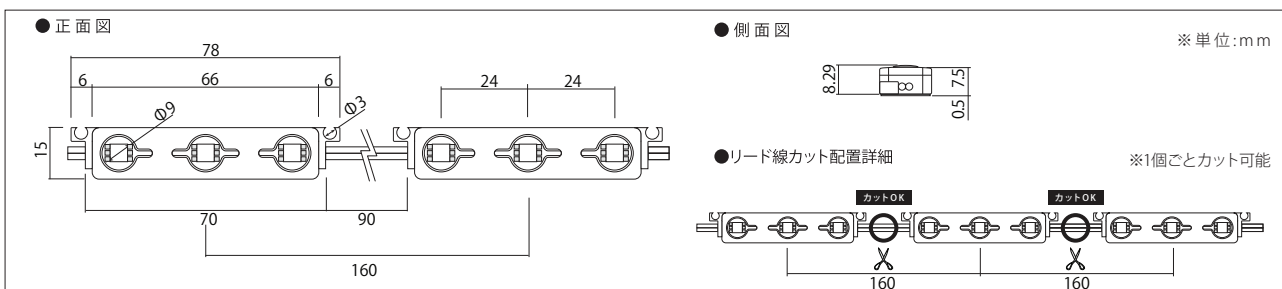 ●正面図
78
6 66 6
24 24
Φ9
Φ3
15
70 90
160
●側面図
※単位:mm
8.29
7.5
0.5
●リード線カット配置詳細
※1個ごとカット可能
カットOK カットOK
160 160